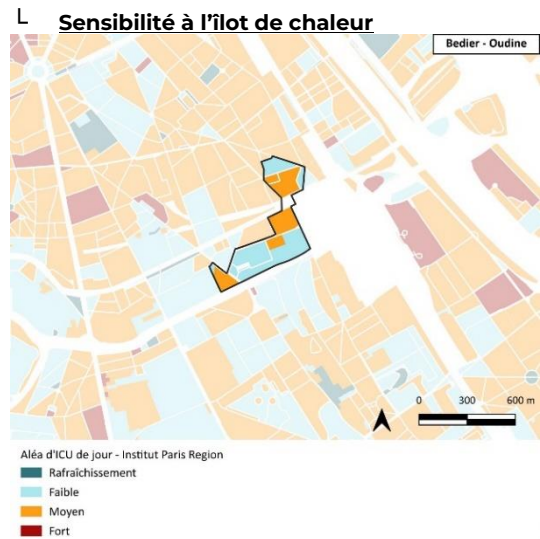 L
Sensibilité à l’îlot de chaleur
Bedier - Oudine
0 300 600 m
Aléa d'ICU de jour - Institut Paris Region
Rafraîchissement
Faible
Moyen
Fort